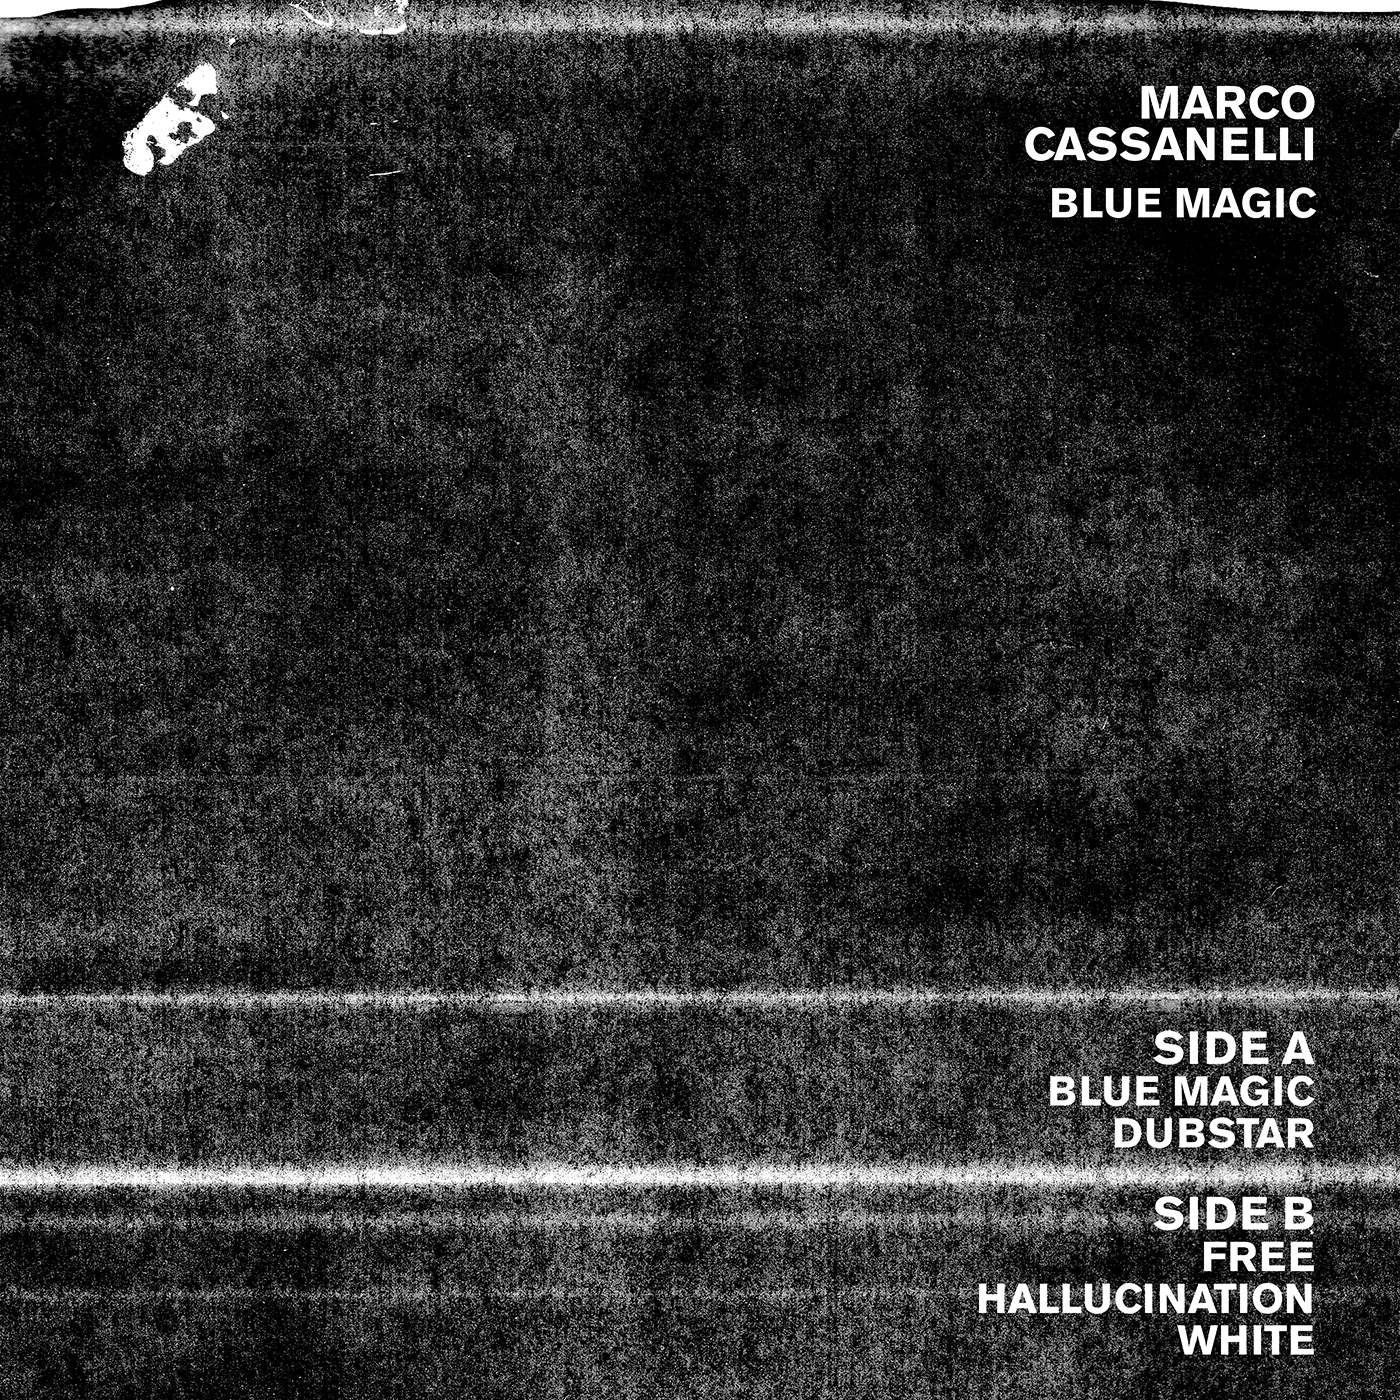 MARCO
CASSANELLI
BLUE MAGIC
SIDE A
BLUE MAGIC
DUBSTAR
SIDE B
FREE
HALLUCINATION
WHITE